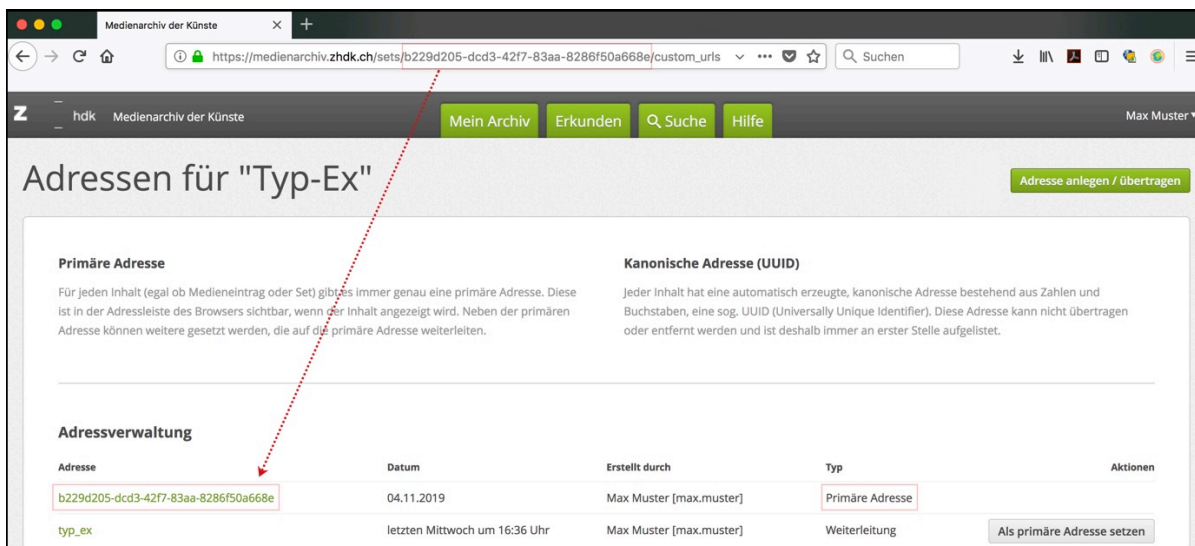 Medienarchiv der Künste
https://medienarchiv.zhdk.ch/sets/b229d205-dcd3-42f7-83aa-8286f50a668e/custom_urls
Suchen
Z hdk Medienarchiv der Künste
Mein Archiv Erkunden Suche Hilfe
Max Muster
Adressen für "Typ-Ex"
Adresse anlegen / übertragen
Primäre Adresse
Für jeden Inhalt (egal ob Medieneintrag oder Set) gibt es immer genau eine primäre Adresse. Diese
ist in der Adressleiste des Browsers sichtbar, wenn der Inhalt angezeigt wird. Neben der primären
Adresse können weitere gesetzt werden, die auf die primäre Adresse weiterleiten.
Kanonische Adresse (UUID)
Jeder Inhalt hat eine automatisch erzeugte, kanonische Adresse bestehend aus Zahlen und
Buchstaben, eine sog. UUID (Universally Unique Identifier). Diese Adresse kann nicht übertragen
oder entfernt werden und ist deshalb immer an erster Stelle aufgelistet.
Adressverwaltung
Adresse Datum Erstellt durch Typ Aktionen
b229d205-dcd3-42f7-83aa-8286f50a668e 04.11.2019 Max Muster [max.muster] Primäre Adresse
typ_ex letzten Mittwoch um 16:36 Uhr Max Muster [max.muster] Weiterleitung Als primäre Adresse setzen